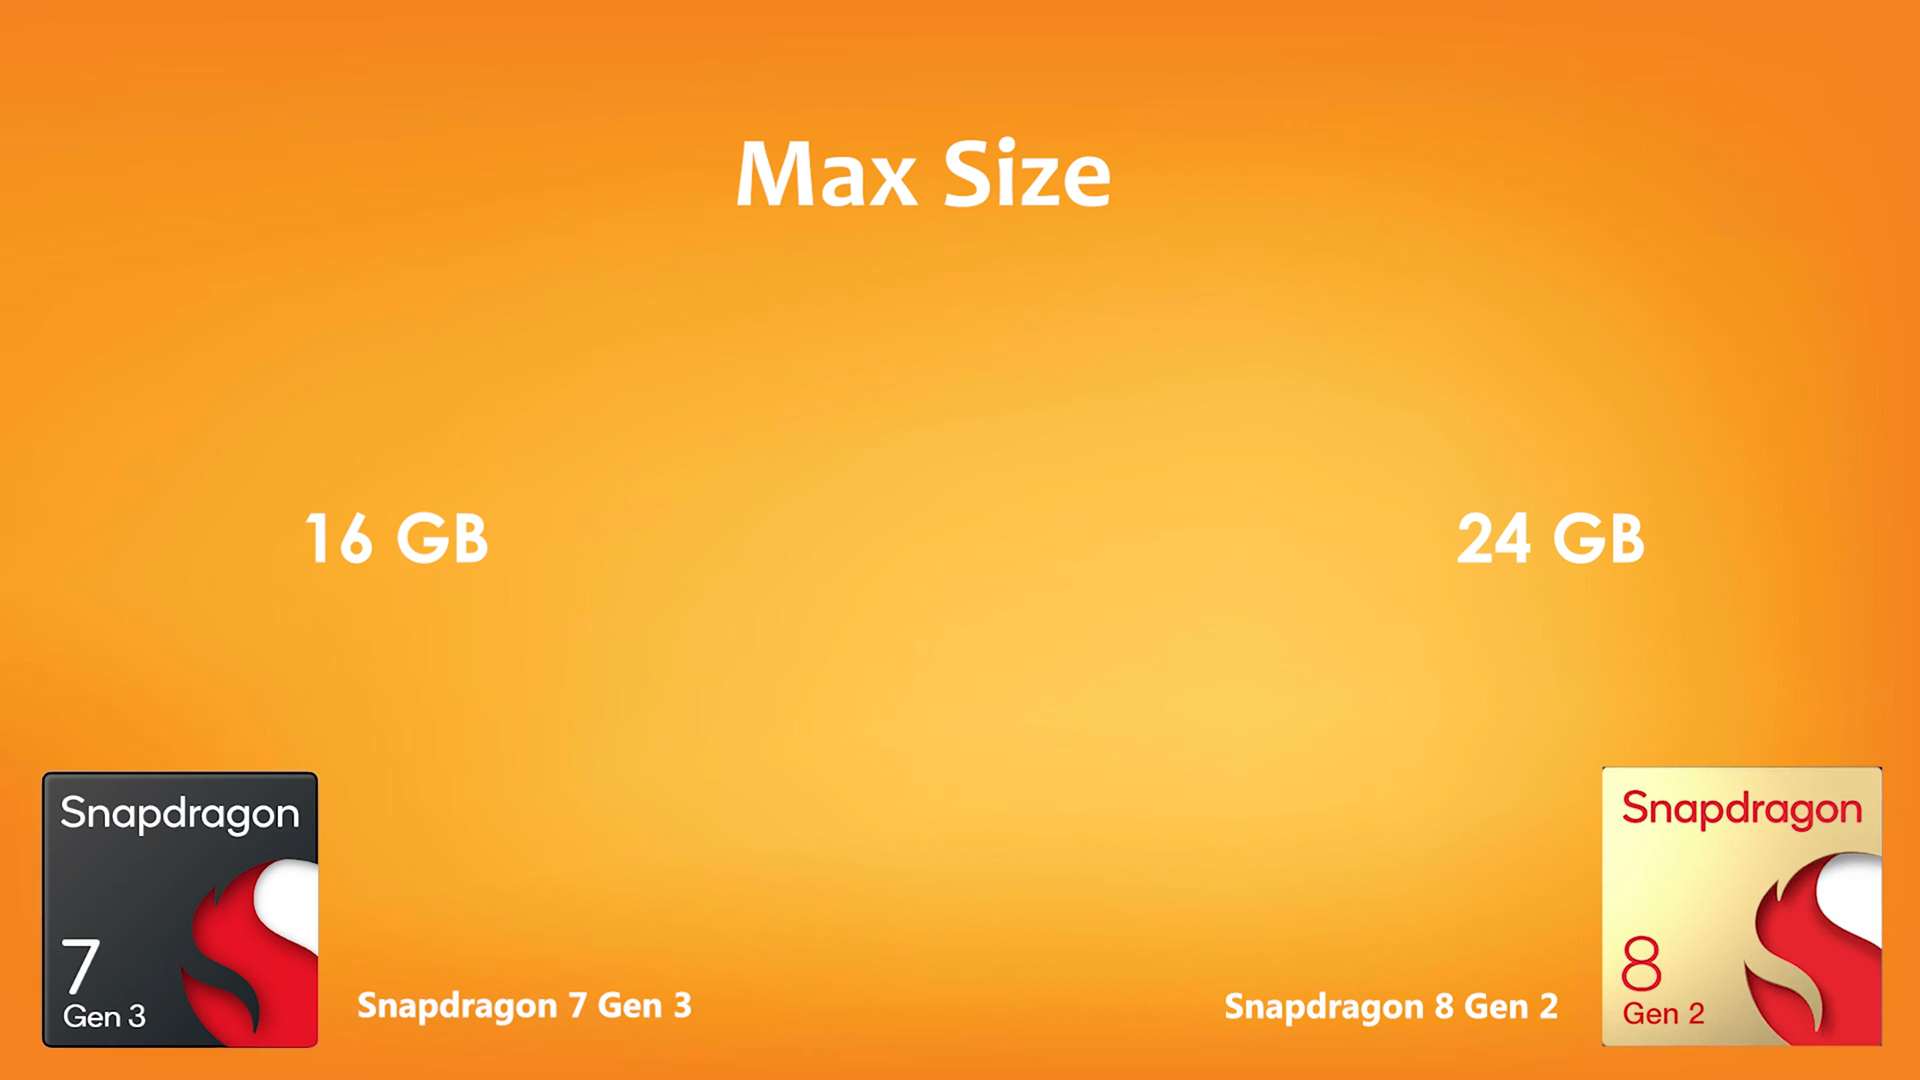 Max Size
16 GB
24 GB
Snapdragon
7
Gen 3
Snapdragon 7 Gen 3
Snapdragon 8 Gen 2
Snapdragon
8
Gen 2